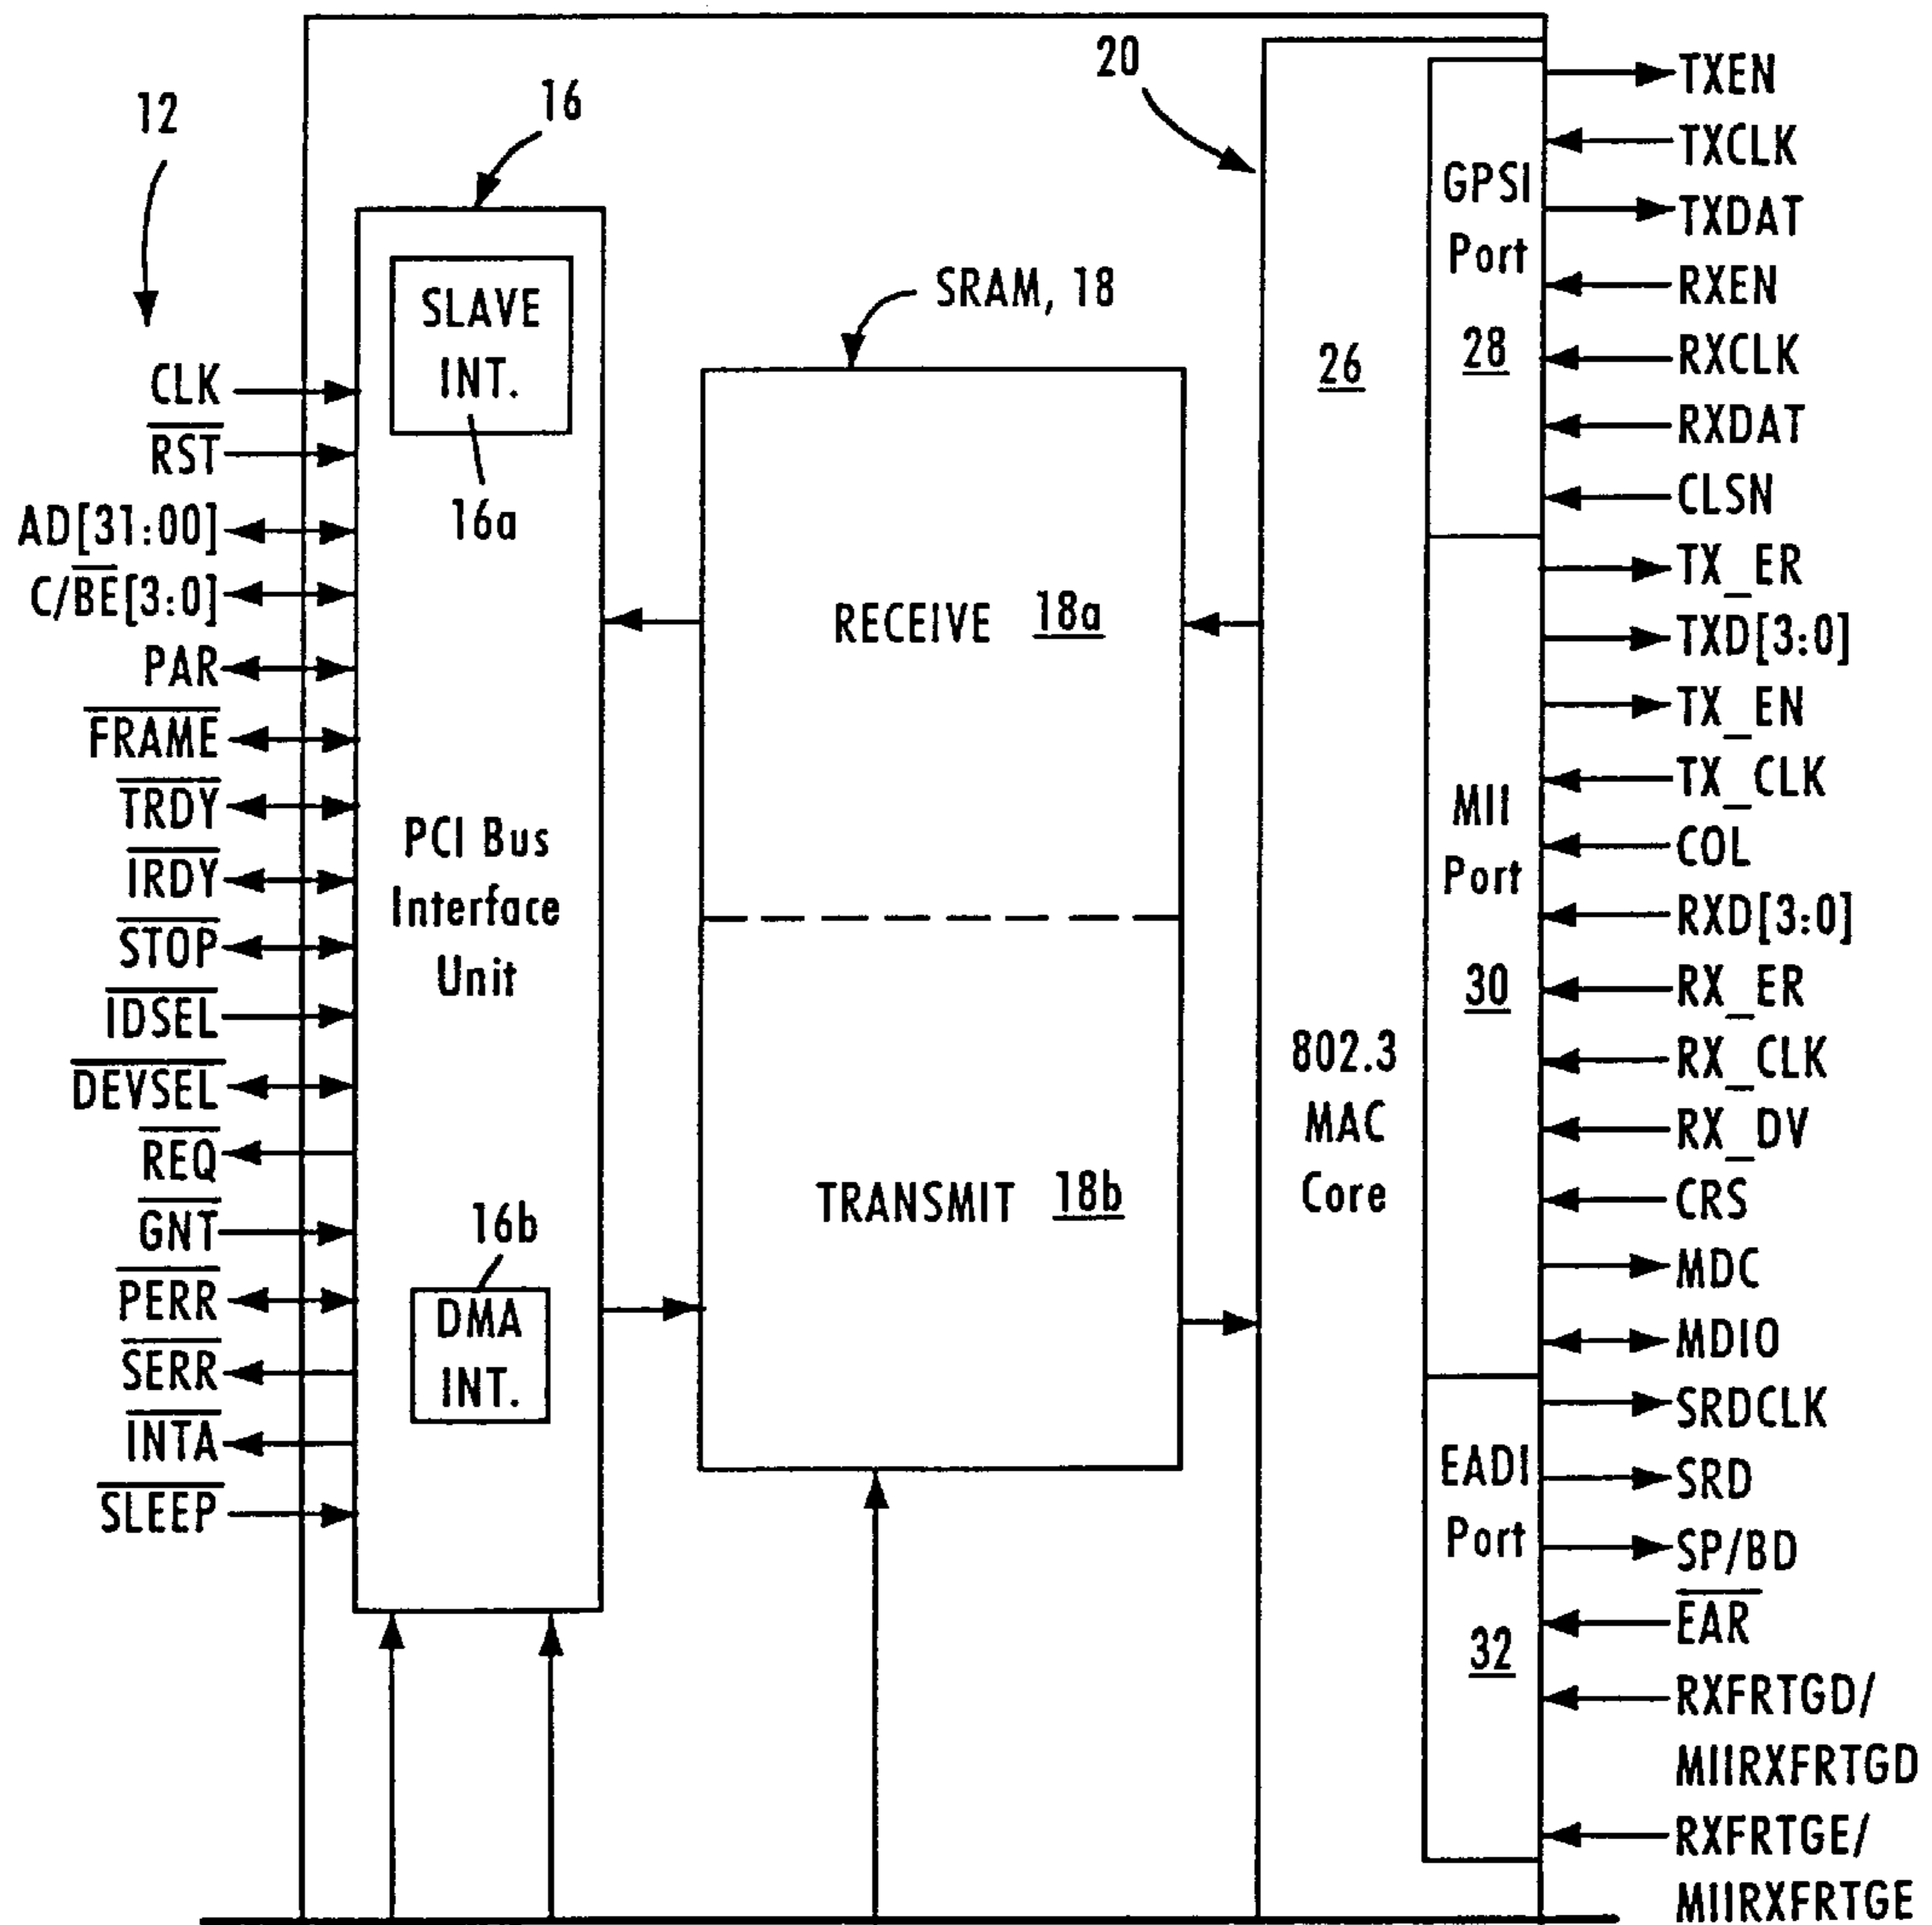 12
16
20
SLAVE
INT.
16a
SRAM, 18
CLK
RST
AD[31:00]
C/BE[3:0]
PAR
FRAME
TRDY
IRDY
STOP
IDSEL
DEVSEL
REQ
GNT
PERR
SERR
INTA
SLEEP
PCI Bus
Interface
Unit
16b
DMA
INT.
RECEIVE 18a
TRANSMIT 18b
26
802.3
MAC
Core
GPSI
Port
28
MII
Port
30
EADI
Port
32
TXEN
TXCLK
TXDAT
RXEN
RXCLK
RXDAT
CLSN
TX_ER
TXD[3:0]
TX_EN
TX_CLK
COL
RXD[3:0]
RX_ER
RX_CLK
RX_DV
CRS
MDC
MDIO
SRDCLK
SRD
SP/BD
EAR
RXFRTGD/
MIIRXFRTGD
RXFRTGE/
MIIRXFRTGE